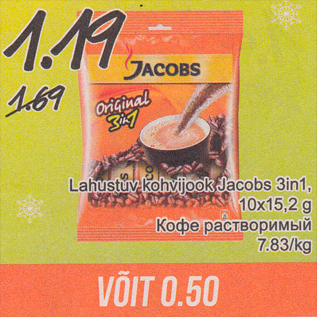 1.19
1.69
JACOBS
Original
3in1
Lahustuv kohvijook Jacobs 3in1,
10x15,2 g
Кофе растворимый
7.83/kg
VÕIT 0.50